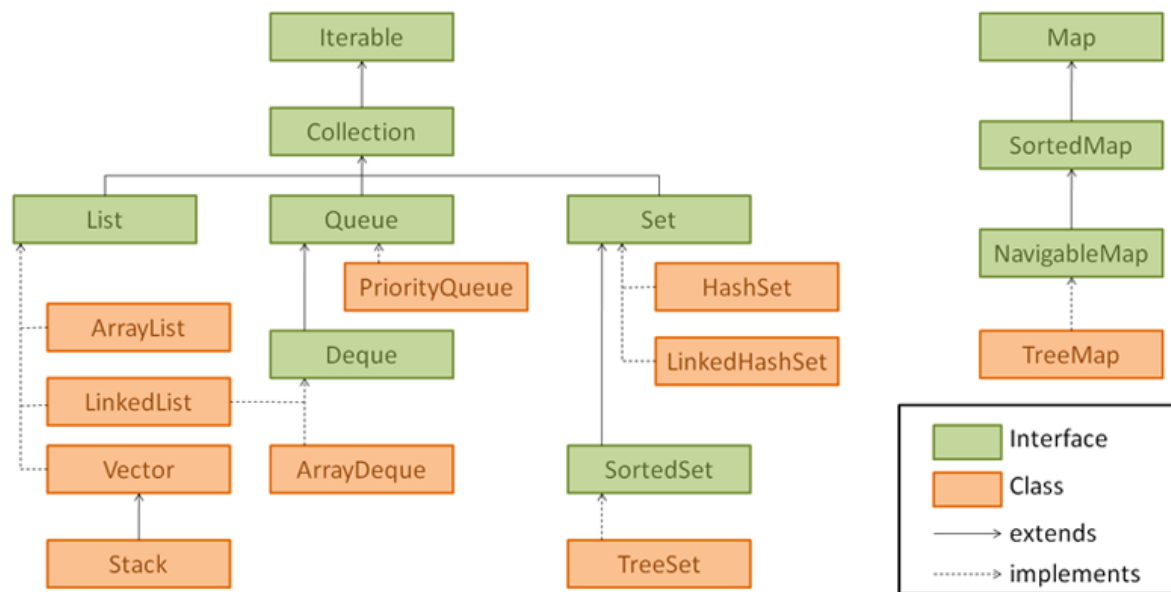 Iterable
Map
Collection
SortedMap
List
Queue
Set
NavigableMap
PriorityQueue
HashSet
ArrayList
Deque
LinkedHashSet
TreeMap
LinkedList
Vector
ArrayDeque
SortedSet
Stack
TreeSet
Interface
Class
extends
implements